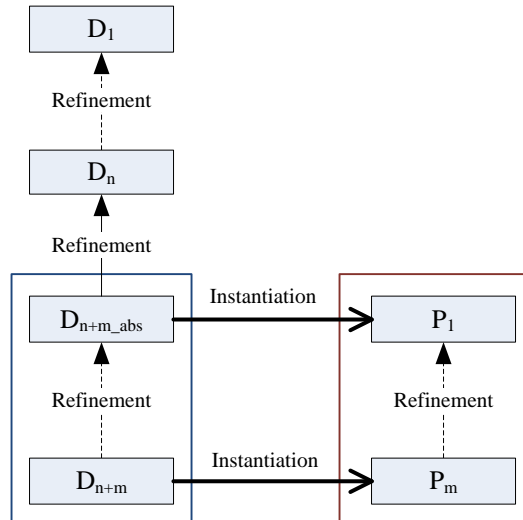 D1
Refinement
Dn
Refinement
Instantiation
Dn+m_abs P1
Refinement Refinement
Instantiation
Dn+m Pm